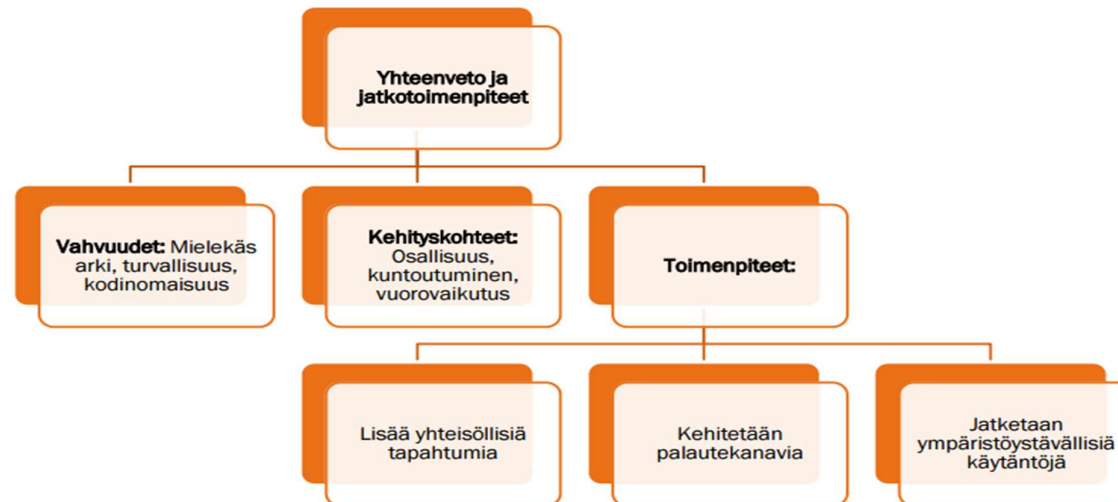 Yhteenveto ja
jatkotoimenpiteet
Vahvuudet: Mielekäs
arki, turvallisuus,
kodinomaisuus
Kehityskohteet:
Osallisuus,
kuntoutuminen,
vuorovaikutus
Toimenpiteet:
Lisää yhteisöllisiä
tapahtumia
Kehitetään
palautekanavia
Jatketaan
ympäristöystävällisiä
käytäntöjä